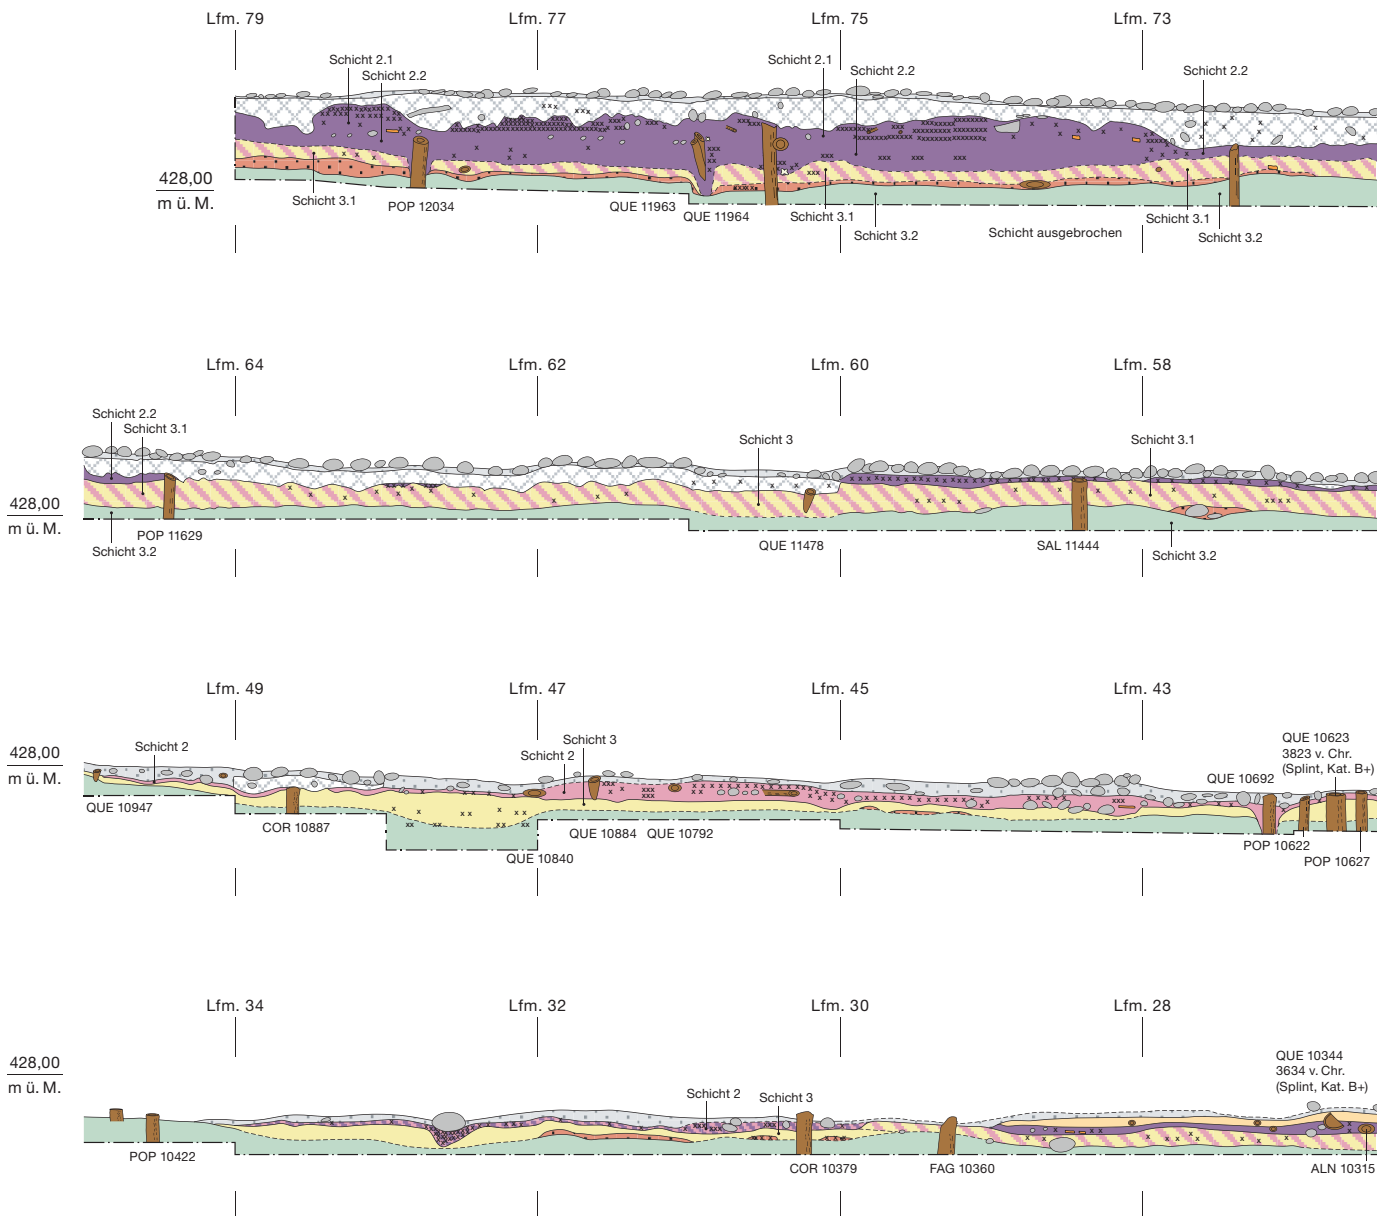 Lfm. 79
Lfm. 77
Lfm. 75
Lfm. 73
Schicht 2.1
Schicht 2.2
Schicht 2.1
Schicht 2.2
Schicht 2.2
428,00
m ü. M.
Schicht 3.1
POP 12034
QUE 11963
QUE 11964
Schicht 3.1
Schicht 3.2
Schicht ausgebrochen
Schicht 3.1
Schicht 3.2
Lfm. 64
Lfm. 62
Lfm. 60
Lfm. 58
Schicht 2.2
Schicht 3.1
Schicht 3
Schicht 3.1
428,00
m ü. M.
POP 11629
Schicht 3.2
QUE 11478
SAL 11444
Schicht 3.2
Lfm. 49
Lfm. 47
Lfm. 45
Lfm. 43
428,00
m ü. M.
Schicht 2
Schicht 2
Schicht 3
QUE 10623
3823 v. Chr.
(Splint, Kat. B+)
QUE 10692
QUE 10947
COR 10887
QUE 10840
QUE 10884
QUE 10792
POP 10622
POP 10627
Lfm. 34
Lfm. 32
Lfm. 30
Lfm. 28
428,00
m ü. M.
QUE 10344
3634 v. Chr.
(Splint, Kat. B+)
Schicht 2
Schicht 3
POP 10422
COR 10379
FAG 10360
ALN 10315